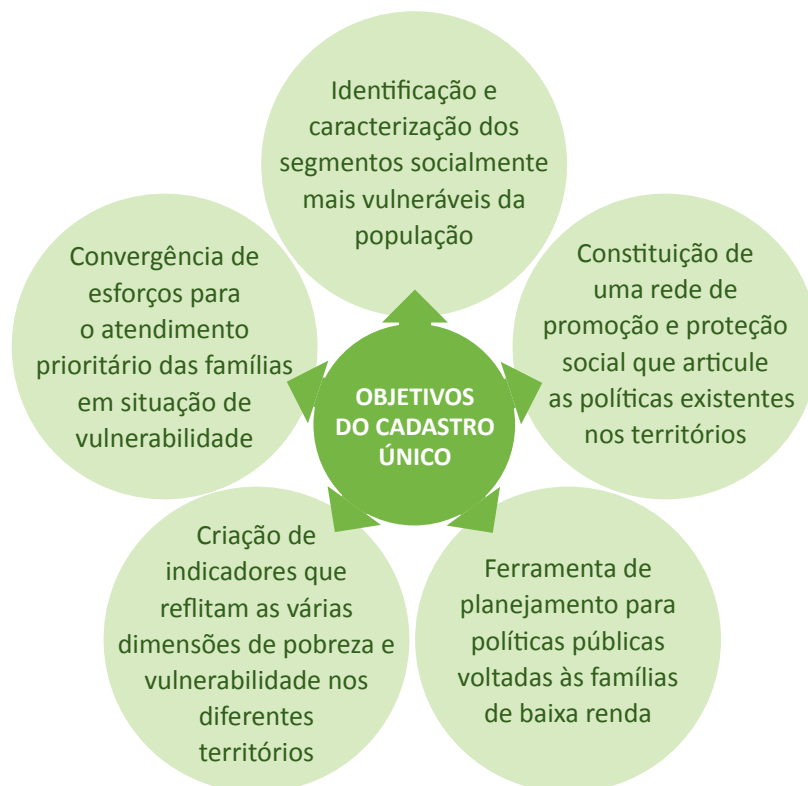 Identificação e
caracterização dos
segmentos socialmente
mais vulneráveis da
população
Constituição de
uma rede de
promoção e proteção
social que articule
as políticas existentes
nos territórios
Ferramenta de
planejamento para
políticas públicas
voltadas às famílias
de baixa renda
Criação de
indicadores que
reflitam as várias
dimensões de pobreza e
vulnerabilidade nos
diferentes
territórios
Convergência de
esforços para
o atendimento
prioritário das famílias
em situação de
vulnerabilidade
OBJETIVOS
DO CADASTRO
ÚNICO